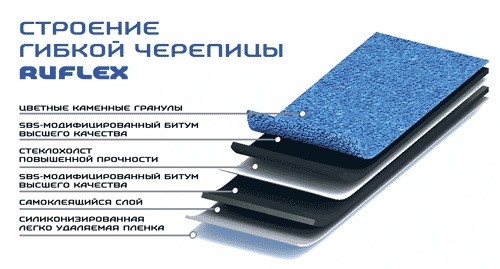 СТРОЕНИЕ
ГИБКОЙ ЧЕРЕПИЦЫ
RUFLEX
ЦВЕТНЫЕ КАМЕННЫЕ ГРАНУЛЫ
SBS-МОДИФИЦИРОВАННЫЙ БИТУМ
ВЫСШЕГО КАЧЕСТВА
СТЕКЛОХОЛСТ
ПОВЫШЕННОЙ ПРОЧНОСТИ
SBS-МОДИФИЦИРОВАННЫЙ БИТУМ
ВЫСШЕГО КАЧЕСТВА
САМОКЛЕЯЩИЙСЯ СЛОЙ
СИЛИКОНИЗИРОВАННАЯ
ЛЕГКО УДАЛЯЕМАЯ ПЛЕНКА